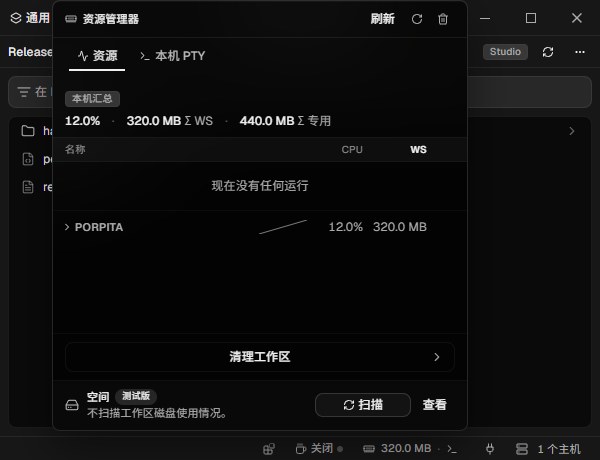 通用
资源管理器
刷新
Release
资源
本机 PTY
Studio
在
本机汇总
12.0% · 320.0 MB Σ WS · 440.0 MB Σ 专用
名称 CPU WS
ha
现在没有任何运行
re
PORPITA 12.0% 320.0 MB
清理工作区
空间 测试版
不扫描工作区磁盘使用情况。
扫描
查看
关闭
320.0 MB ·
1 个主机